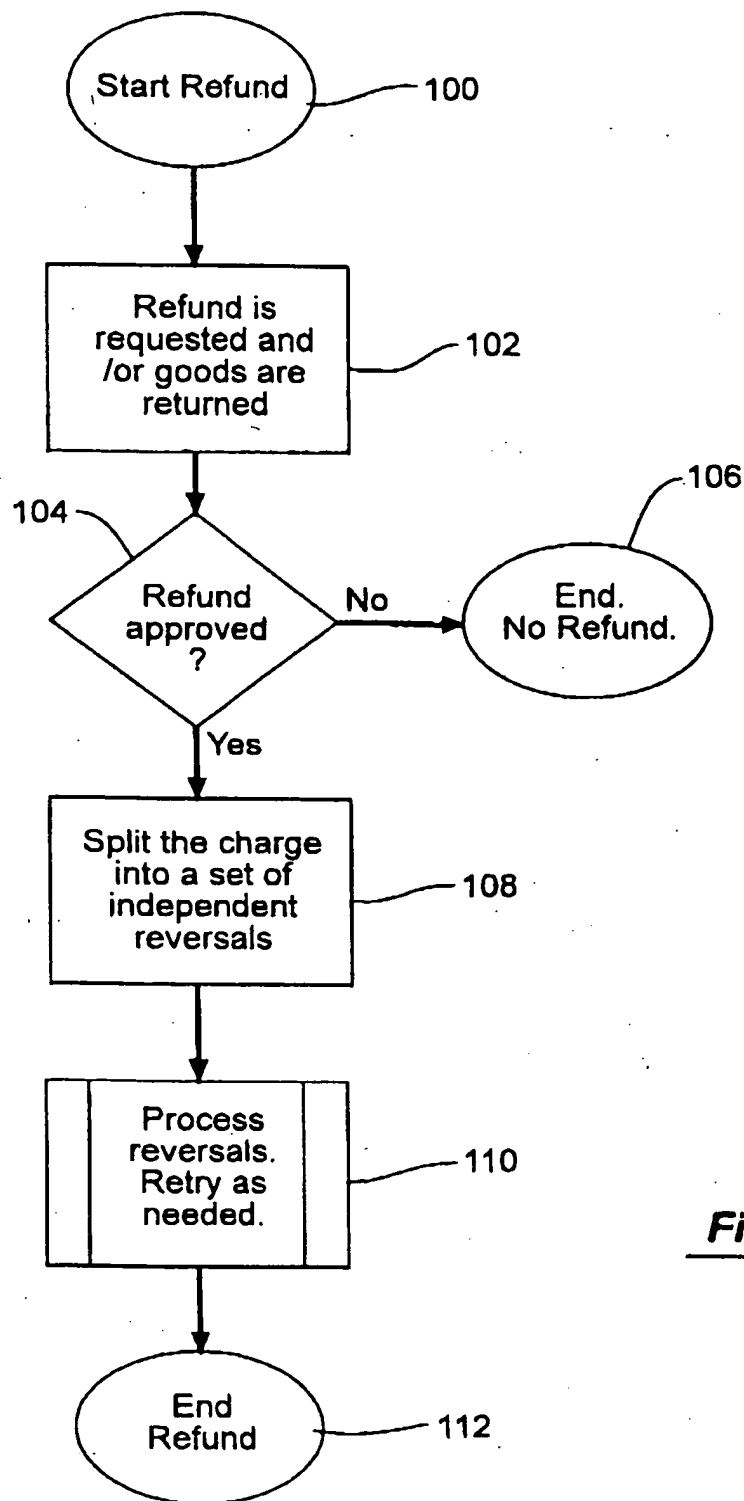 Start Refund
100
Refund is
requested and
/or goods are
returned
102
104
Refund
approved
?
No
106
End.
No Refund.
Yes
Split the charge
into a set of
independent
reversals
108
Process
reversals.
Retry as
needed.
110
End
Refund
112